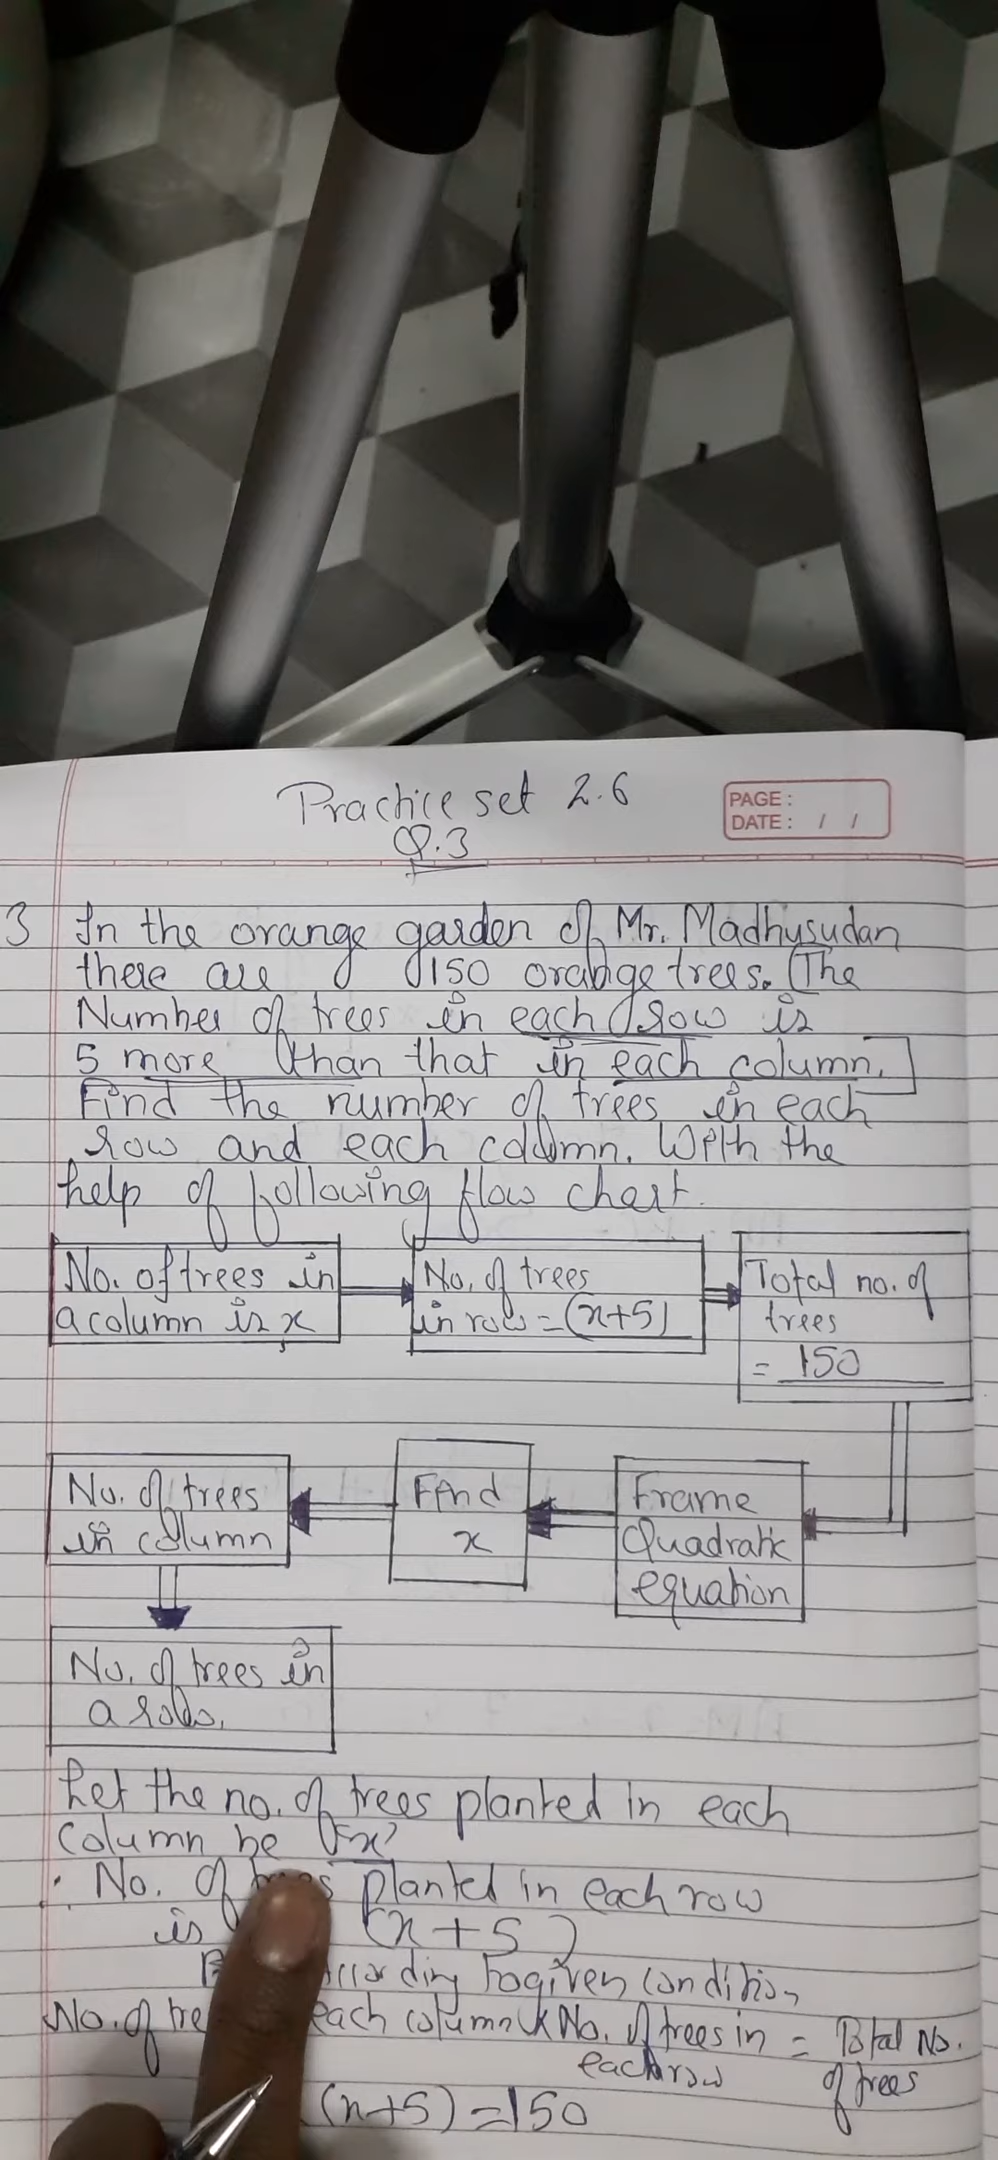 Practice set 2.6
Q.3
PAGE :
DATE : / /
3 In the orange garden of Mr. Madhusudan
there are 150 orange trees. The
Number of trees in each row is
5 more than that in each column.
Find the number of trees in each
row and each column. With the
help of following flow chart.
No. of trees in
a column is x
No. of trees
in row = (x+5)
Total no. of
trees
= 150
No. of trees
in column
Find
x
Frame
Quadratic
equation
No. of trees in
a row.
Let the no. of trees planted in each
column be 'x'
∴ No. of trees planted in each row
is (x+5)
According to given condition
No. of each column x No. of trees in = Total No.
each row of trees
(x+5) = 150